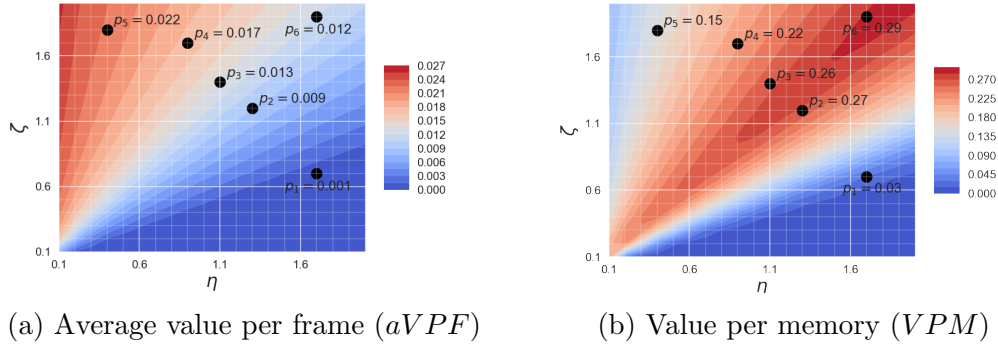 p₅ = 0.022
p₄ = 0.017
p₆ = 0.012
p₃ = 0.013
p₂ = 0.009
p₁ = 0.001
ζ
1.6
1.1
0.6
0.1
0.1 0.6 1.1 1.6
η
0.027
0.024
0.021
0.018
0.015
0.012
0.009
0.006
0.003
0.000
(a) Average value per frame (aVPF)
p₅ = 0.15
p₄ = 0.22
p₆ = 0.29
p₃ = 0.26
p₂ = 0.27
p₁ = 0.03
ζ
1.6
1.1
0.6
0.1
0.1 0.6 1.1 1.6
η
0.270
0.225
0.180
0.135
0.090
0.045
0.000
(b) Value per memory (VPM)